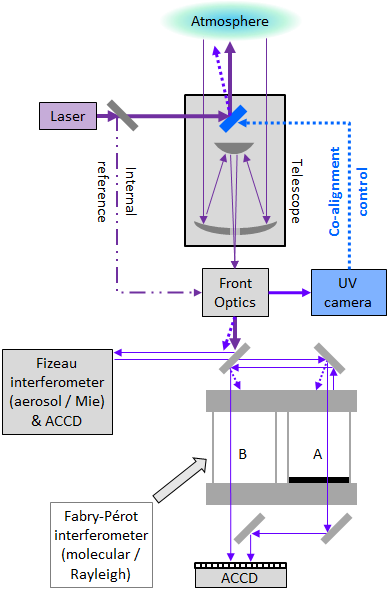 Atmosphere
Laser
Internal
reference
Telescope
Co-alignment
control
Front
Optics
UV
camera
Fizeau
interferometer
(aerosol / Mie)
& ACCD
B
A
Fabry-Pérot
interferometer
(molecular /
Rayleigh)
ACCD